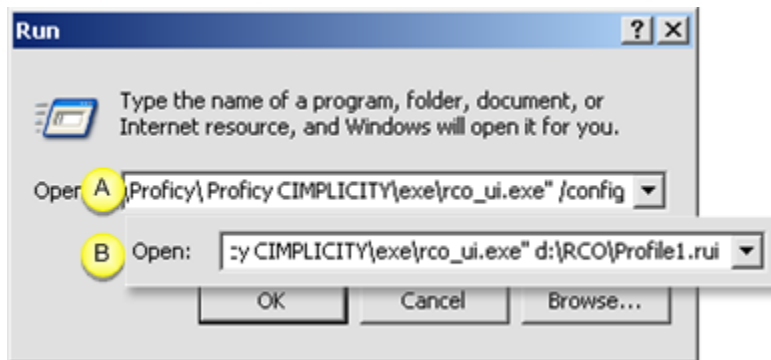 Run
Type the name of a program, folder, document, or
Internet resource, and Windows will open it for you.
Open A \Proficy\ Proficy CIMPLICITY\exe\rco_ui.exe" /config
B Open: cy CIMPLICITY\exe\rco_ui.exe" d:\RCO\Profile1.rui
OK Cancel Browse...